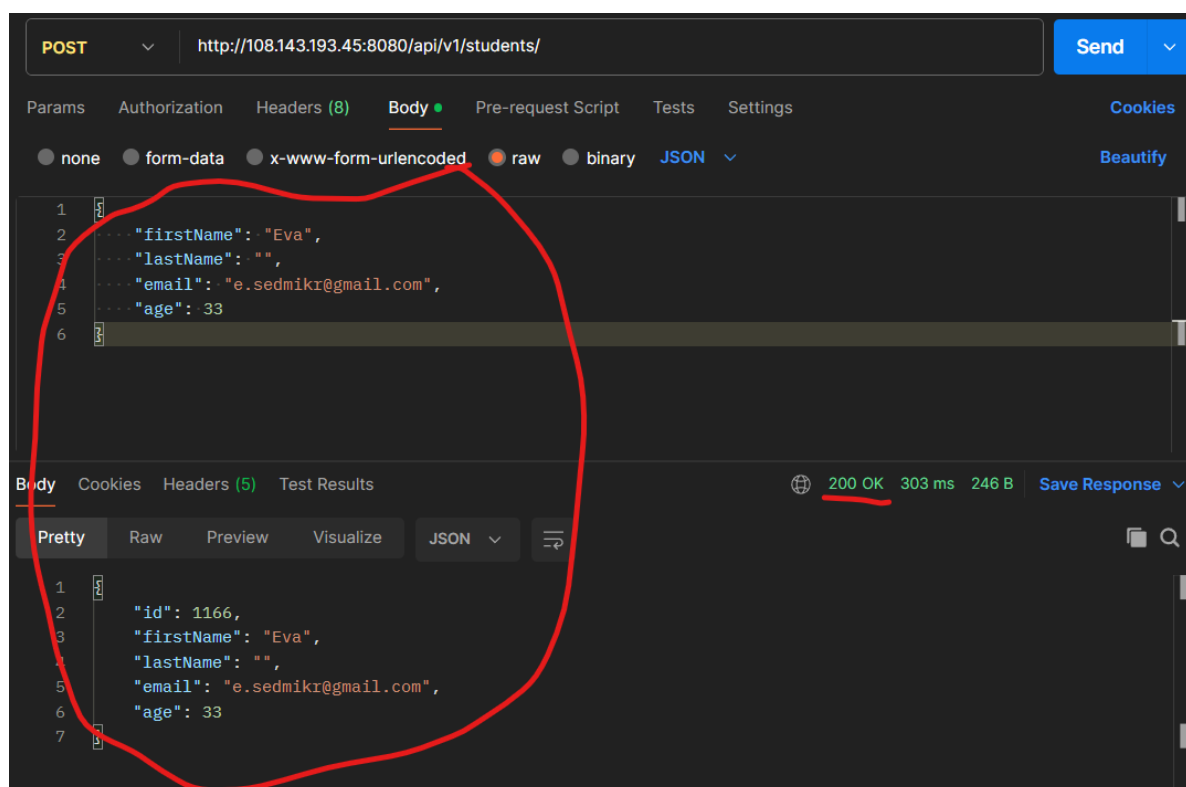 POST http://108.143.193.45:8080/api/v1/students/ Send
Params Authorization Headers (8) Body Pre-request Script Tests Settings Cookies
none form-data x-www-form-urlencoded raw binary JSON Beautify
1 {
2 "firstName": "Eva",
3 "lastName": "",
4 "email": "e.sedmikr@gmail.com",
5 "age": 33
6 }
Body Cookies Headers (5) Test Results 200 OK 303 ms 246 B Save Response
Pretty Raw Preview Visualize JSON
1 {
2 "id": 1166,
3 "firstName": "Eva",
4 "lastName": "",
5 "email": "e.sedmikr@gmail.com",
6 "age": 33
7 }